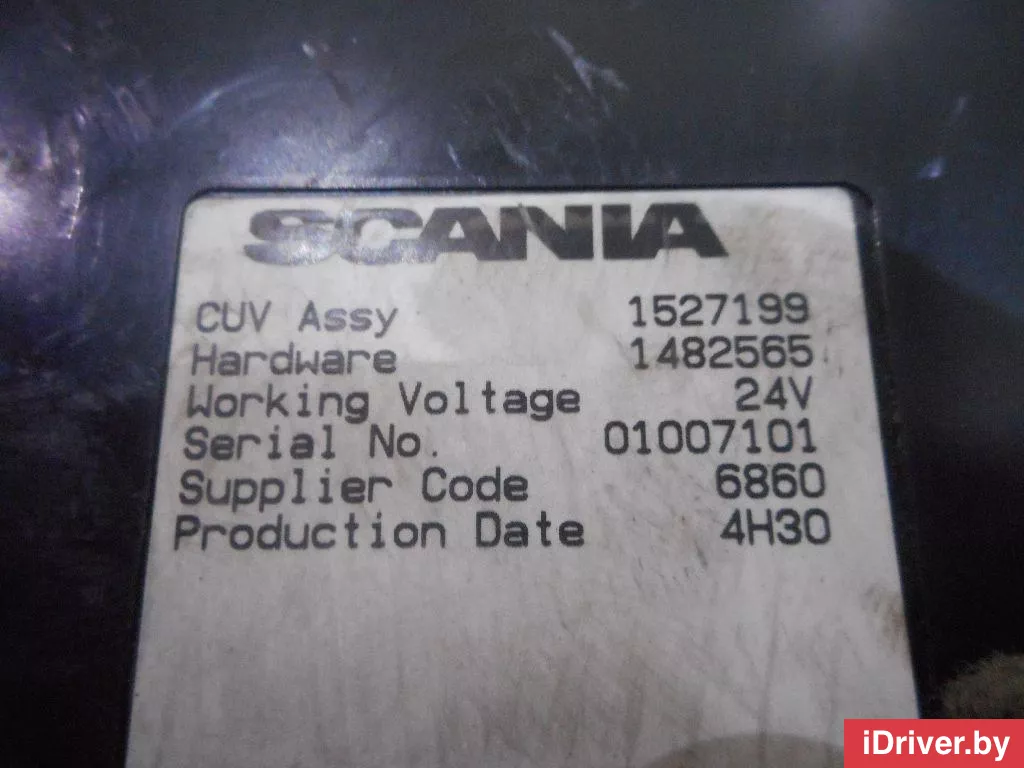 SCANIA
CUV Assy 1527199
Hardware 1482565
Working Voltage 24V
Serial No. 01007101
Supplier Code 6860
Production Date 4H30
iDriver.by